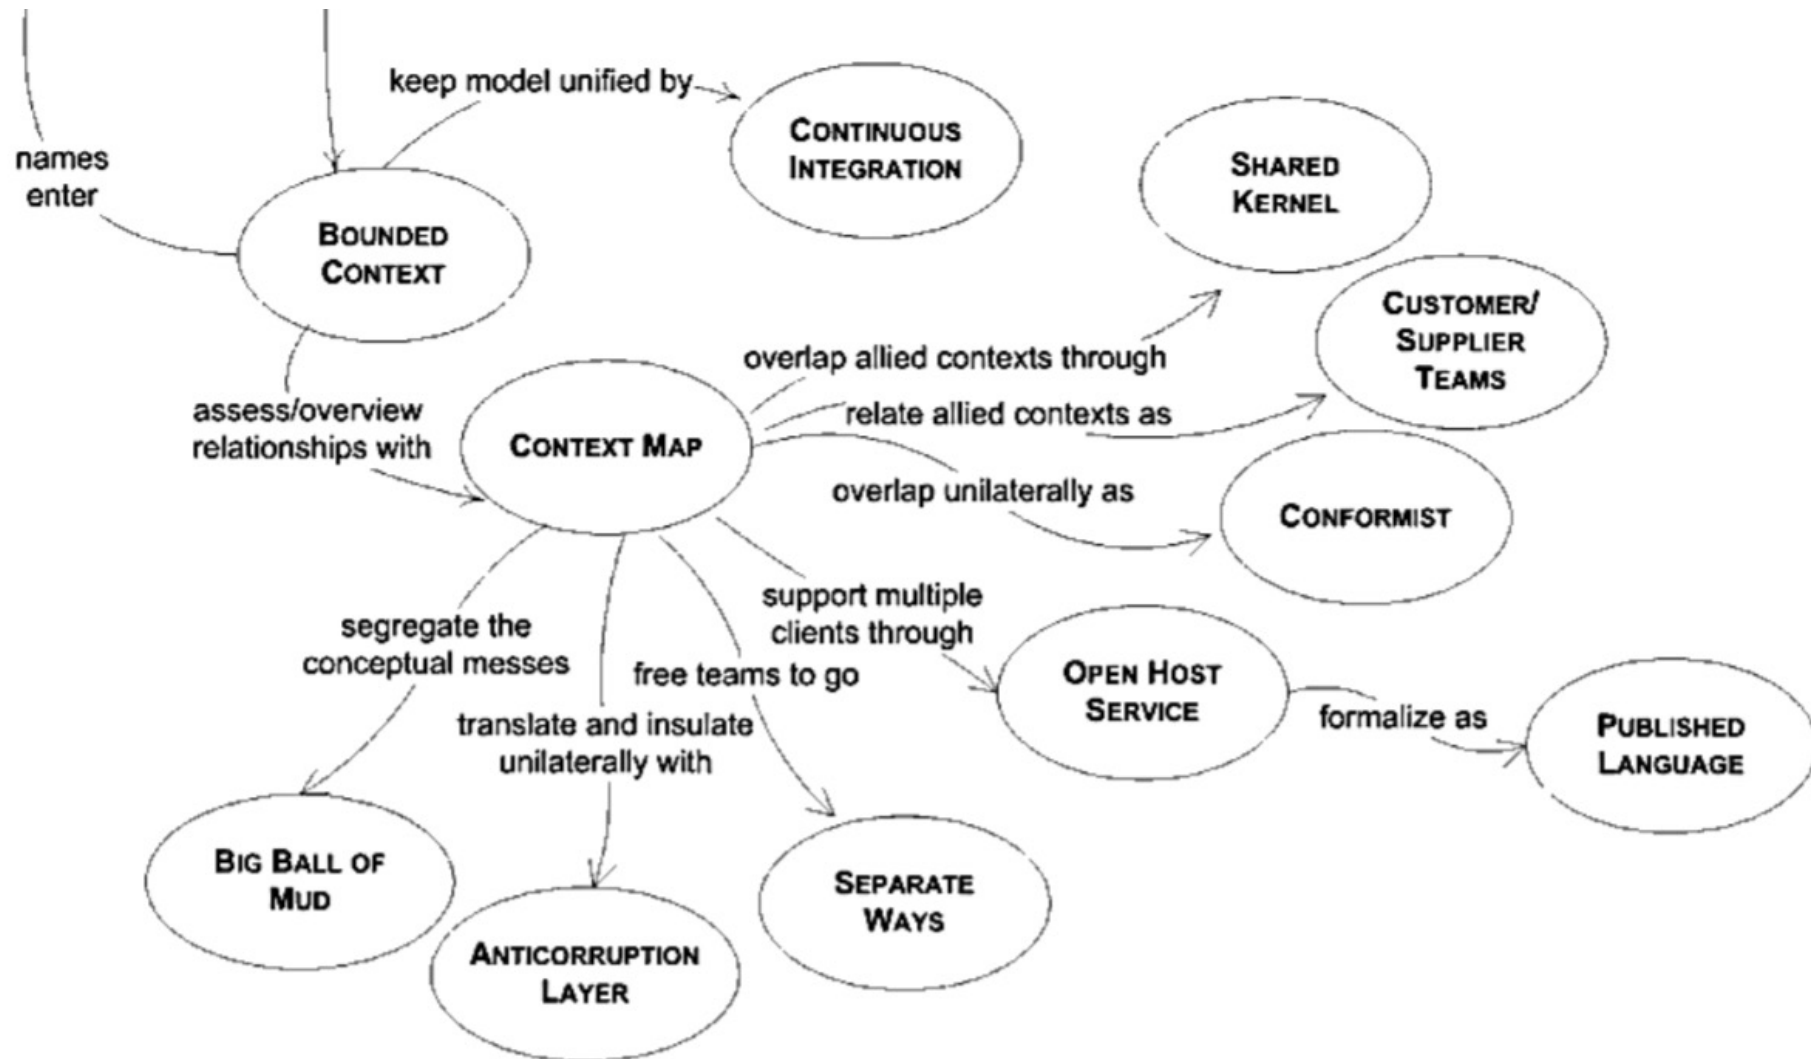 keep model unified by
CONTINUOUS
INTEGRATION
names
enter
BOUNDED
CONTEXT
SHARED
KERNEL
CUSTOMER/
SUPPLIER
TEAMS
overlap allied contexts through
relate allied contexts as
assess/overview
relationships with
CONTEXT MAP
overlap unilaterally as
CONFORMIST
support multiple
clients through
segregate the
conceptual messes
free teams to go
translate and insulate
unilaterally with
OPEN HOST
SERVICE
formalize as
PUBLISHED
LANGUAGE
BIG BALL OF
MUD
ANTICORRUPTION
LAYER
SEPARATE
WAYS